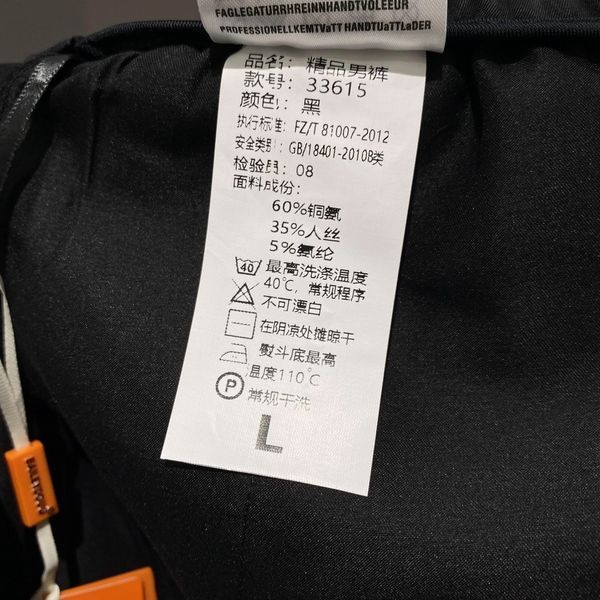 FAGLEGATURRHREINNHANDTVOLEEUR
PROFESSIONELLKEMTVaTT HANDTUaTTLaDER
品名：精品男裤
款号：33615
颜色：黑
执行标准：FZ/T 81007-2012
安全类别：GB/18401-2010B类
检验员：08
面料成份：
60%铜氨
35%人丝
5%氨纶
40 最高洗涤温度
40℃，常规程序
不可漂白
在阴凉处摊晾干
熨斗底最高
温度110℃
P 常规干洗
L